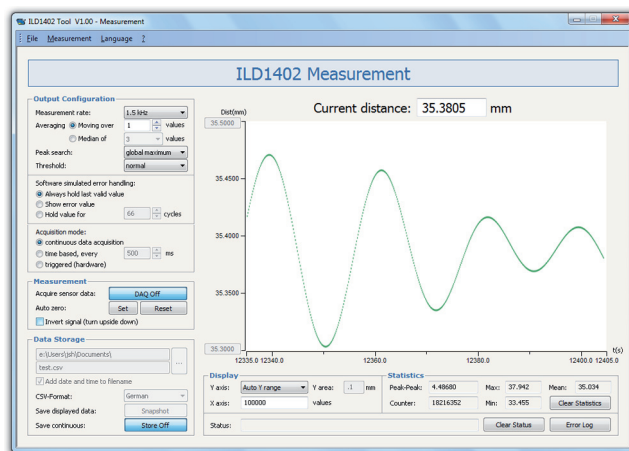 ILD1402 Tool V1.00 - Measurement
File Measurement Language ?
ILD1402 Measurement
Output Configuration
Measurement rate: 1.5 kHz
Averaging Moving over 1 values
Median of 3 values
Peak search: global maximum
Threshold: normal
Software simulated error handling:
Always hold last valid value
Show error value
Hold value for 66 cycles
Acquisition mode:
continuous data acquisition
time based, every 500 ms
triggered (hardware)
Measurement
Acquire sensor data: DAQ Off
Auto zero: Set Reset
Invert signal (turn upside down)
Data Storage
e:\Users\jsh\Documents\ ...
test.csv
Add date and time to filename
CSV-Format: German
Save displayed data: Snapshot
Save continuous: Store Off
Dist(mm) Current distance: 35.3805 mm
35.5000
35.4500
35.4000
35.3500
35.3000
t(s)
12335.0 12340.0 12360.0 12380.0 12400.0 12405.0
Display
Y axis: Auto Y range Y area: .1 mm
X axis: 100000 values
Statistics
Peak-Peak: 4.48680 Max: 37.942 Mean: 35.034
Counter: 18216352 Min: 33.455 Clear Statistics
Status: Clear Status Error Log